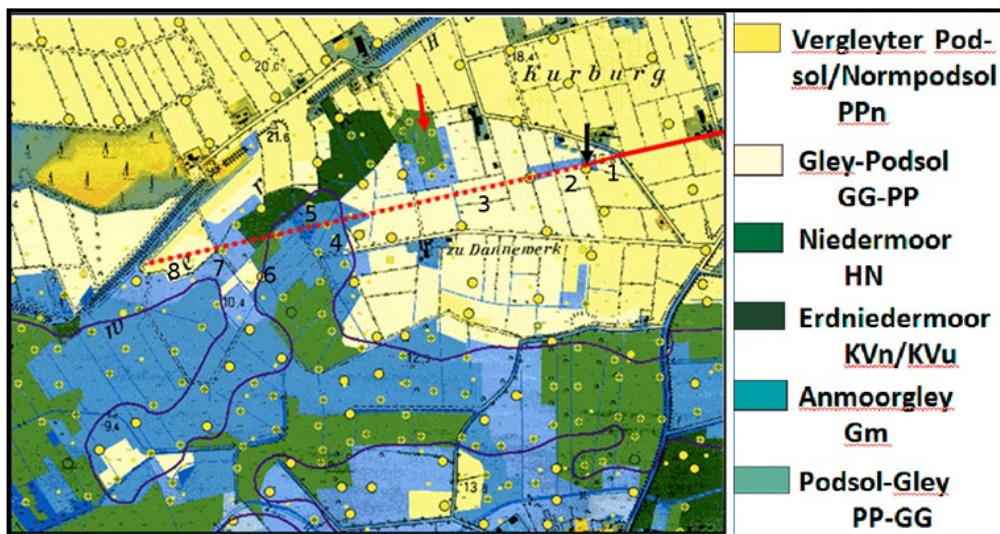 18,4
Kurburg
20,0
H
21,6
r
1
2
3
zu Dannewerk
5
4
8
7
6
10,4
IV
12,3
9,4
13,8
Vergleyter Pod-
sol/Normpodsol
PPn
Gley-Podsol
GG-PP
Niedermoor
HN
Erdniedermoor
KVn/KVu
Anmoorgley
Gm
Podsol-Gley
PP-GG